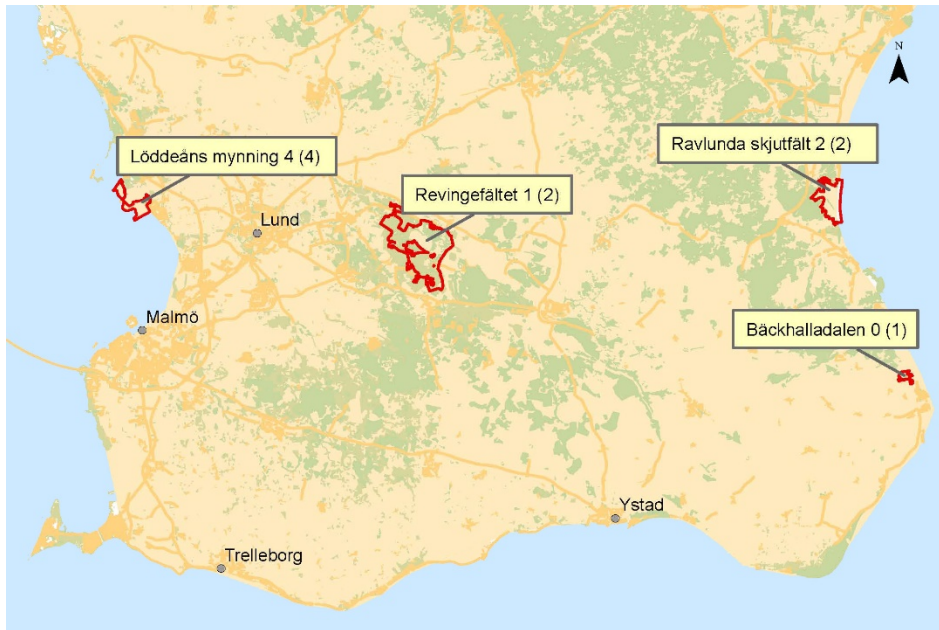 N
Löddeåns mynning 4 (4)
Ravlunda skjutfält 2 (2)
Revingefältet 1 (2)
Lund
Malmö
Bäckhalladalen 0 (1)
Ystad
Trelleborg